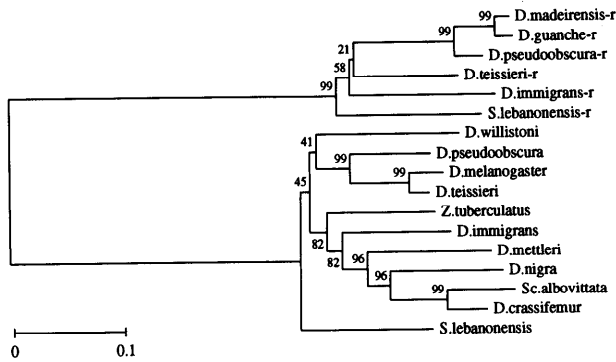 99 D.madeirensis-r
99 D.guanche-r
21 D.pseudoobscura-r
58 D.teissieri-r
99 D.immigrans-r
S.lebanonensis-r
41 D.willistoni
99 D.pseudoobscura
45 99 D.melanogaster
D.teissieri
Z.tuberculatus
82 D.immigrans
82 96 D.mettleri
96 D.nigra
99 Sc.albovittata
D.crassifemur
S.lebanonensis
0 0.1